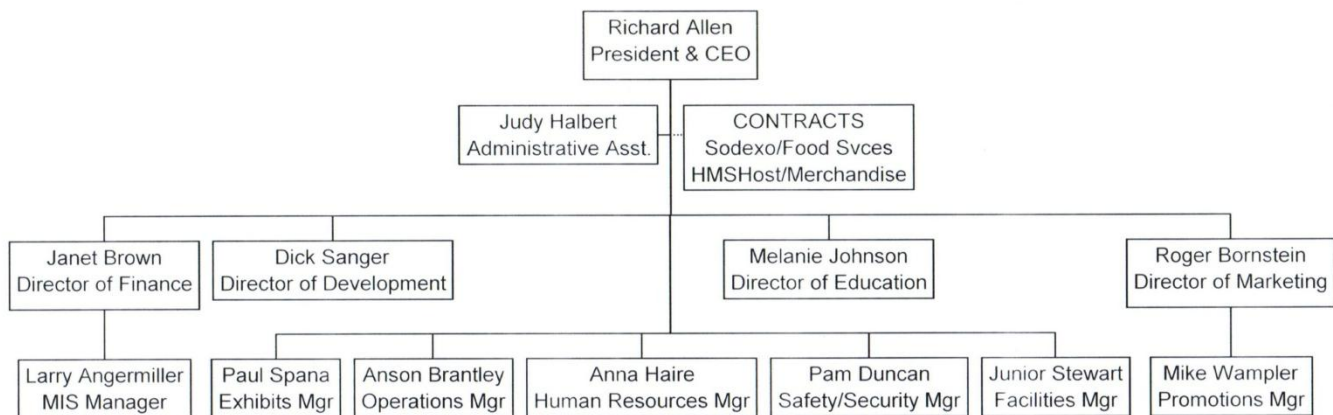 Richard Allen
President & CEO
Judy Halbert
Administrative Asst.
CONTRACTS
Sodexo/Food Svces
HMSHost/Merchandise
Janet Brown
Director of Finance
Dick Sanger
Director of Development
Melanie Johnson
Director of Education
Roger Bornstein
Director of Marketing
Larry Angermiller
MIS Manager
Paul Spana
Exhibits Mgr
Anson Brantley
Operations Mgr
Anna Haire
Human Resources Mgr
Pam Duncan
Safety/Security Mgr
Junior Stewart
Facilities Mgr
Mike Wampler
Promotions Mgr